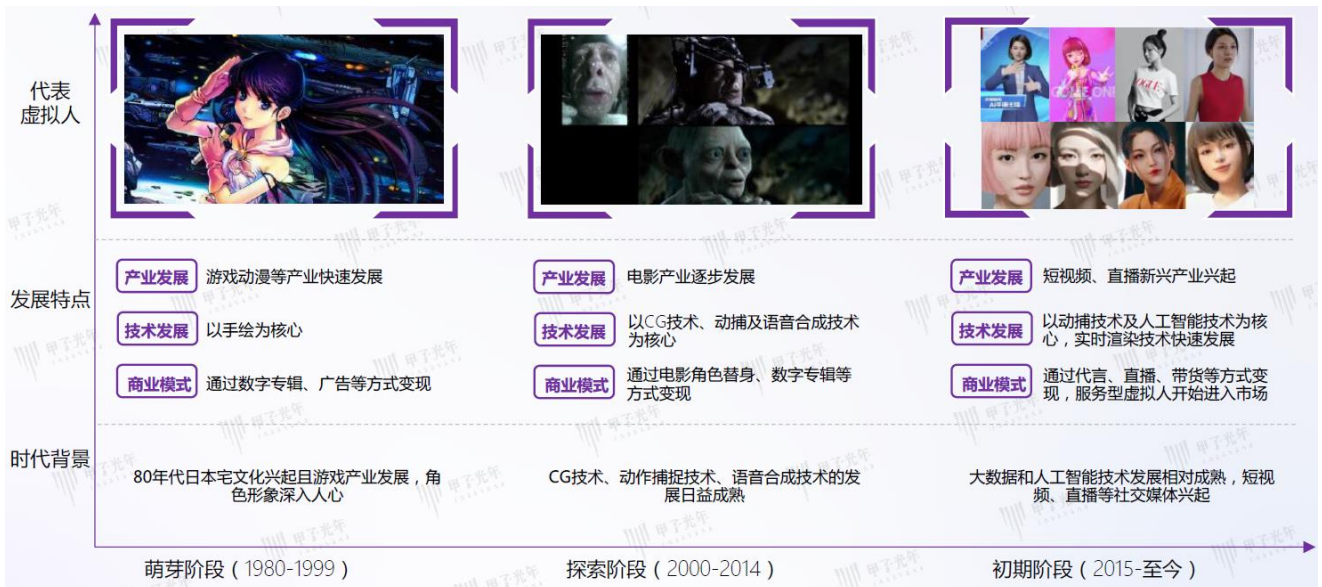 代表
虚拟人
GO ME ONE
VOGUE
发展特点
产业发展 游戏动漫等产业快速发展
技术发展 以手绘为核心
商业模式 通过数字专辑、广告等方式变现
产业发展 电影产业逐步发展
技术发展 以CG技术、动捕及语音合成技术
为核心
商业模式 通过电影角色替身、数字专辑等
方式变现
产业发展 短视频、直播新兴产业兴起
技术发展 以动捕技术及人工智能技术为核
心，实时渲染技术快速发展
商业模式 通过代言、直播、带货等方式变
现，服务型虚拟人开始进入市场
时代背景
80年代日本宅文化兴起且游戏产业发展，角
色形象深入人心
CG技术、动作捕捉技术、语音合成技术的发
展日益成熟
大数据和人工智能技术发展相对成熟，短视
频、直播等社交媒体兴起
萌芽阶段（1980-1999）
探索阶段（2000-2014）
初期阶段（2015-至今）
甲子光年